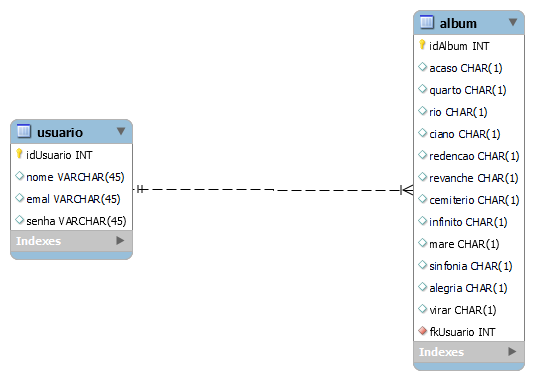 usuario
idUsuario INT
nome VARCHAR(45)
emal VARCHAR(45)
senha VARCHAR(45)
Indexes
album
idAlbum INT
acaso CHAR(1)
quarto CHAR(1)
rio CHAR(1)
ciano CHAR(1)
redencao CHAR(1)
revanche CHAR(1)
cemiterio CHAR(1)
infinito CHAR(1)
mare CHAR(1)
sinfonia CHAR(1)
alegria CHAR(1)
virar CHAR(1)
fkUsuario INT
Indexes